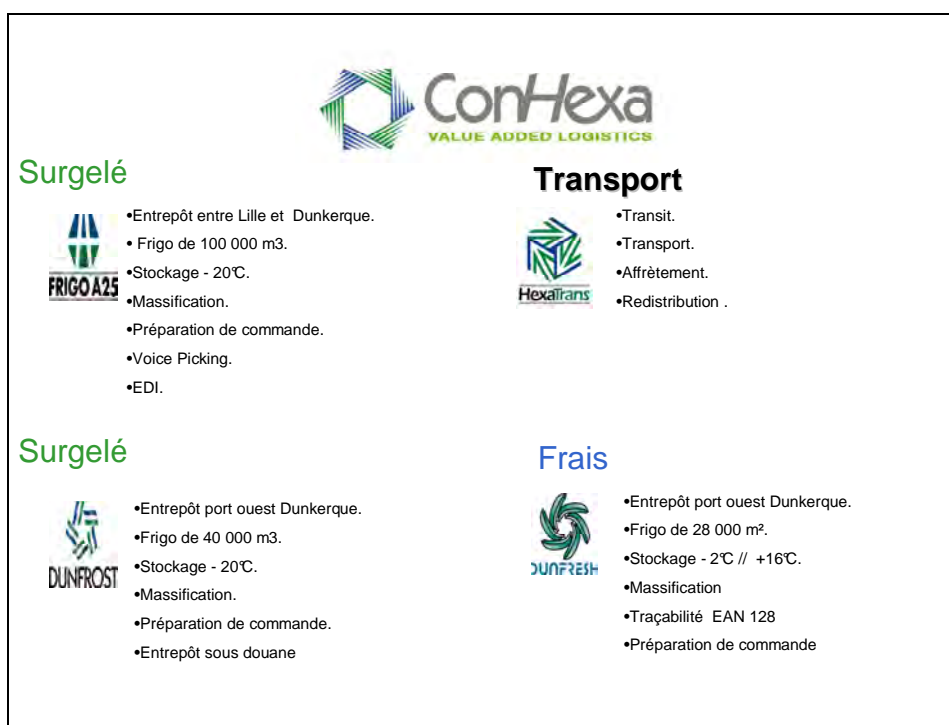 ConHexa
VALUE ADDED LOGISTICS
Surgelé
FRIGO A25
•Entrepôt entre Lille et Dunkerque.
• Frigo de 100 000 m3.
•Stockage - 20℃.
•Massification.
•Préparation de commande.
•Voice Picking.
•EDI.
Transport
HexaTrans
•Transit.
•Transport.
•Affrètement.
•Redistribution .
Surgelé
DUNFROST
•Entrepôt port ouest Dunkerque.
•Frigo de 40 000 m3.
•Stockage - 20℃.
•Massification.
•Préparation de commande.
•Entrepôt sous douane
Frais
DUNFRESH
•Entrepôt port ouest Dunkerque.
•Frigo de 28 000 m².
•Stockage - 2℃ // +16℃.
•Massification
•Traçabilité EAN 128
•Préparation de commande